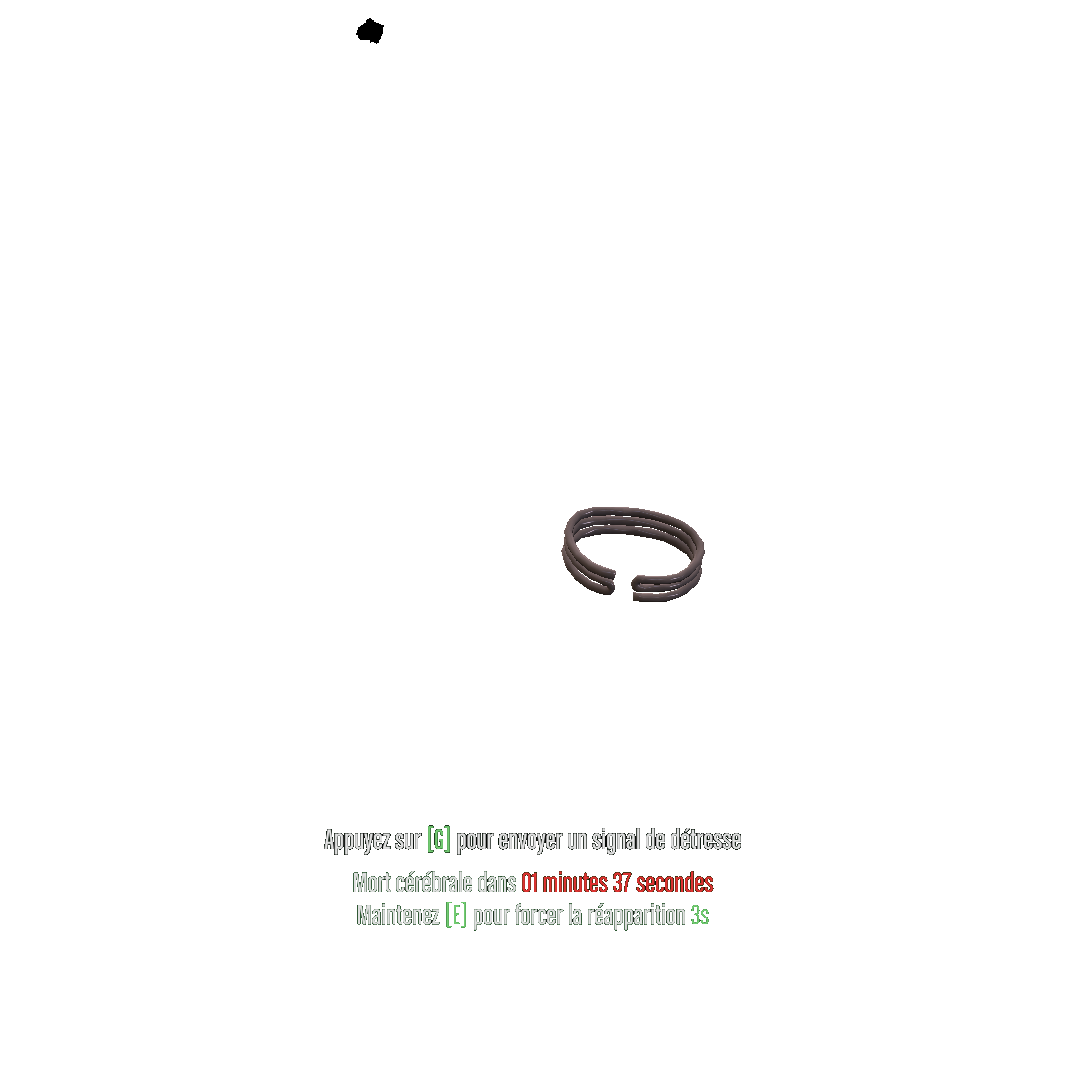 Appuyez sur [G] pour envoyer un signal de détresse
Mort cérébrale dans 01 minutes 37 secondes
Maintenez [E] pour forcer la réapparition 3s